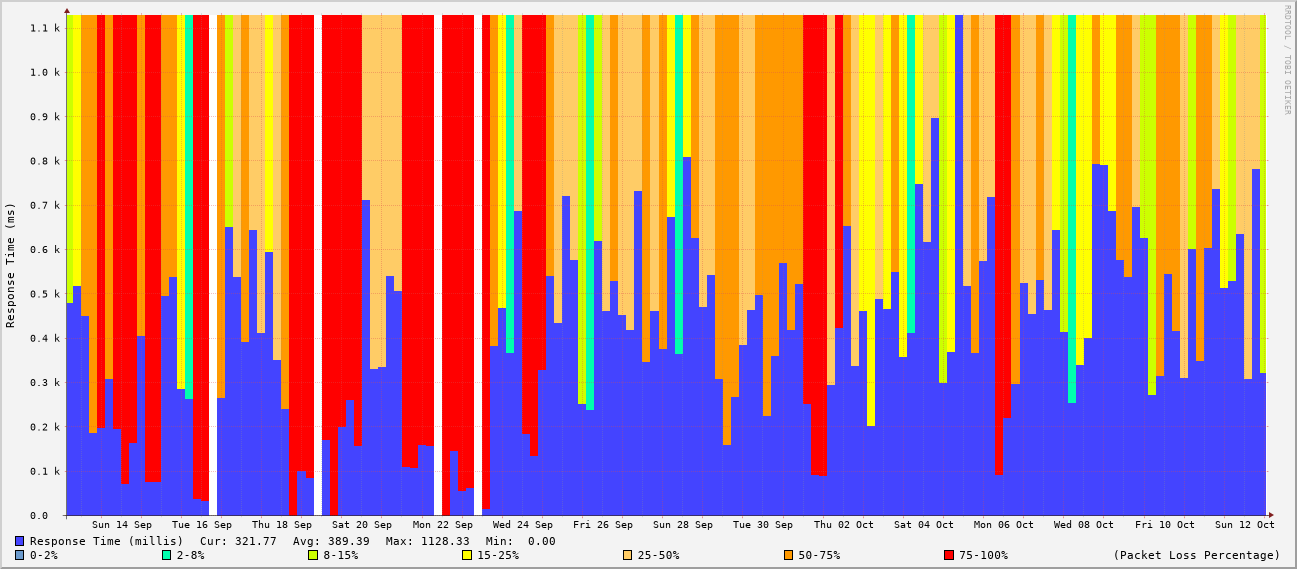 RRDTOOL / TOBI OETIKER
Response Time (ms)
1.1 k
1.0 k
0.9 k
0.8 k
0.7 k
0.6 k
0.5 k
0.4 k
0.3 k
0.2 k
0.1 k
0.0
Sun 14 Sep Tue 16 Sep Thu 18 Sep Sat 20 Sep Mon 22 Sep Wed 24 Sep Fri 26 Sep Sun 28 Sep Tue 30 Sep Thu 02 Oct Sat 04 Oct Mon 06 Oct Wed 08 Oct Fri 10 Oct Sun 12 Oct
Response Time (millis) Cur: 321.77 Avg: 389.39 Max: 1128.33 Min: 0.00
0-2% 2-8% 8-15% 15-25% 25-50% 50-75% 75-100% (Packet Loss Percentage)